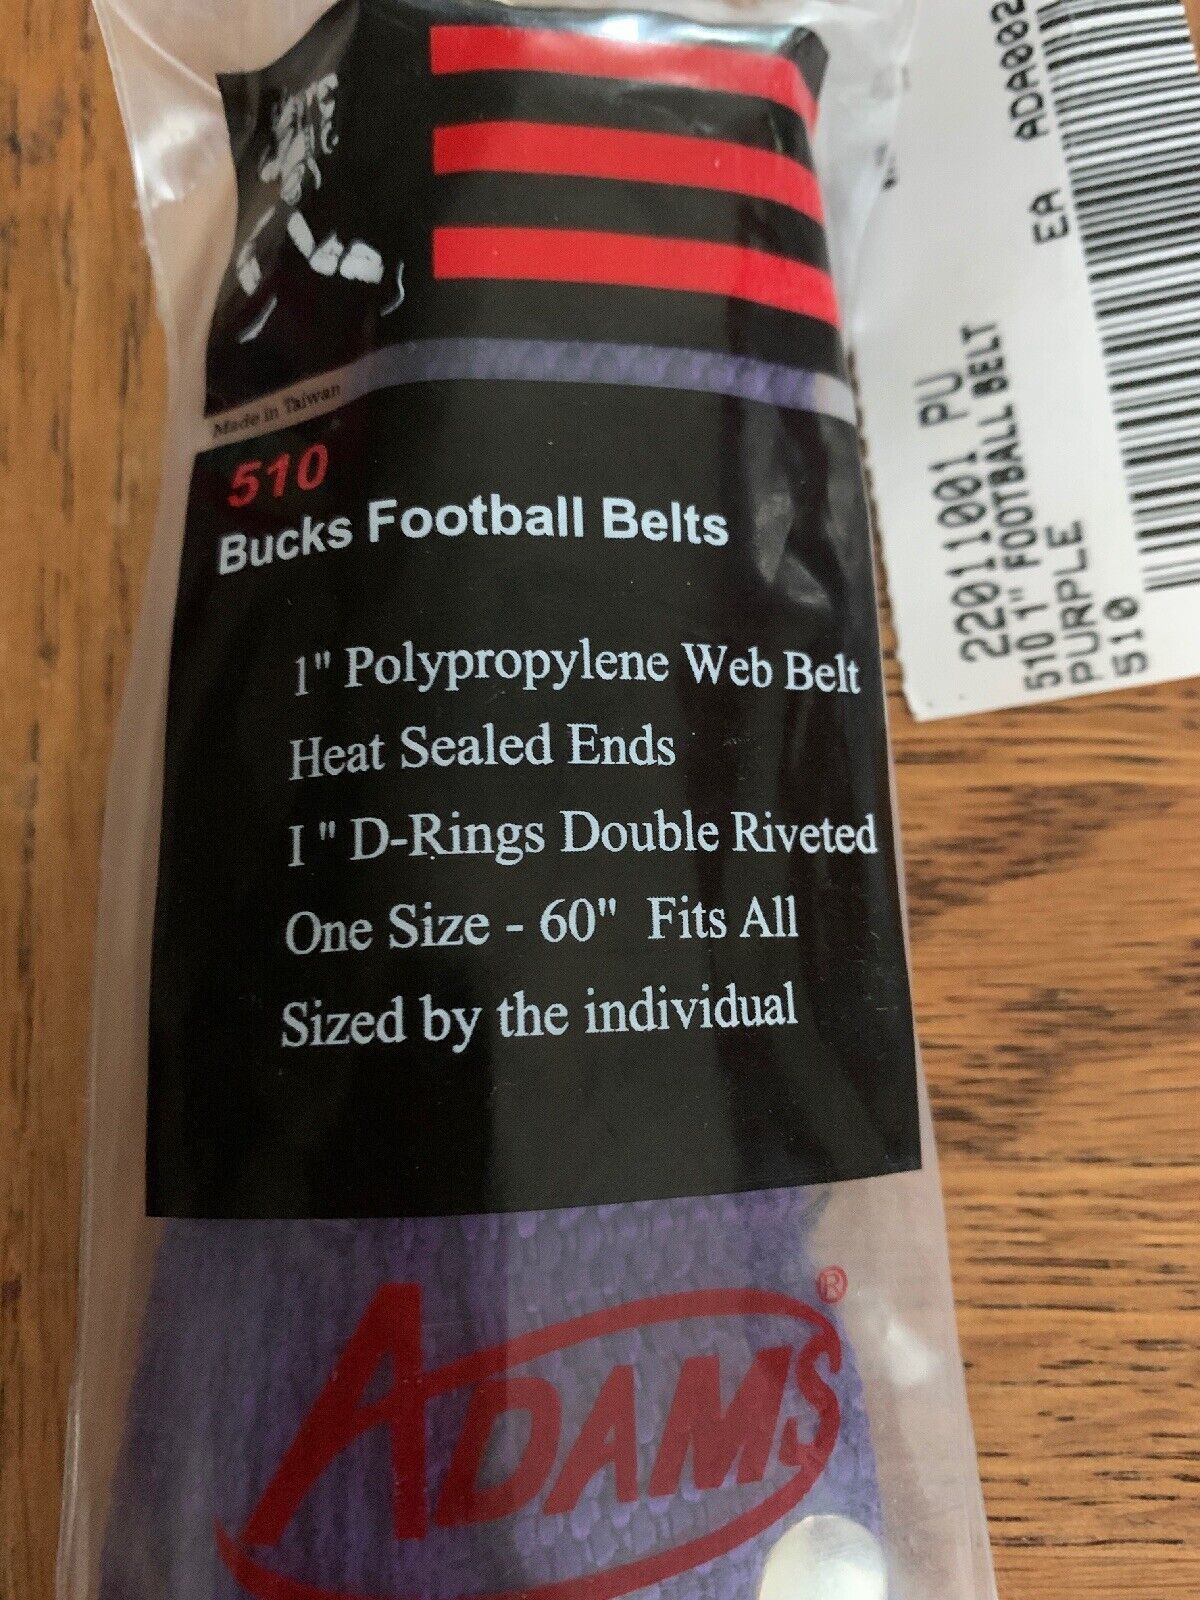 Made in Taiwan
510
Bucks Football Belts
1" Polypropylene Web Belt
Heat Sealed Ends
I " D-Rings Double Riveted
One Size - 60" Fits All
Sized by the individual
ADAMS®
22011001 PU
510 1" FOOTBALL BELT
PURPLE
510
EA ADA002